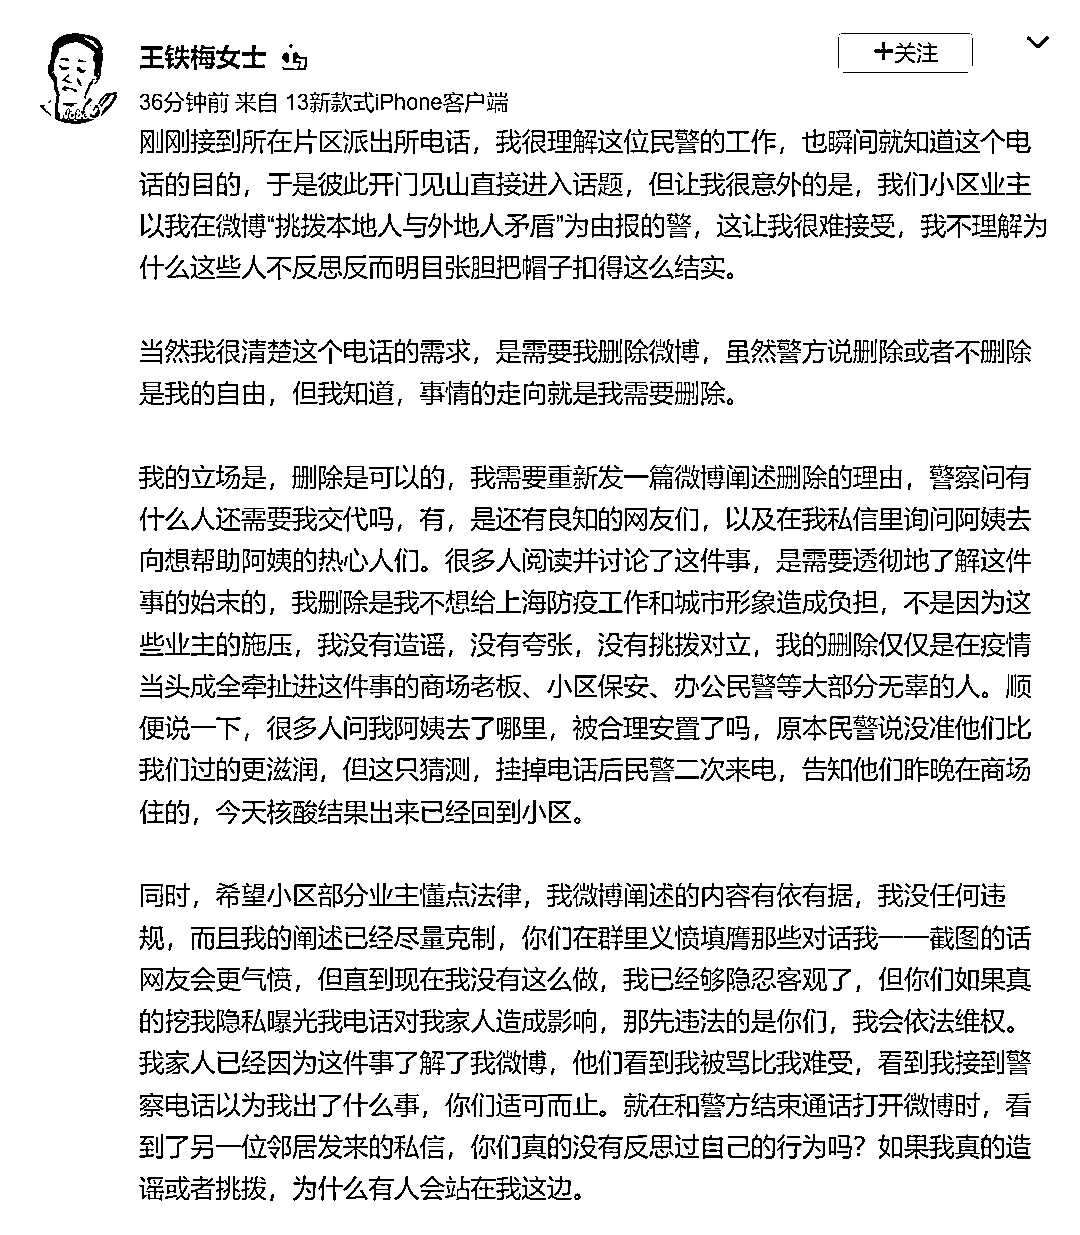 王铁梅女士
+关注
36分钟前 来自 13新款式iPhone客户端
刚刚接到所在片区派出所电话，我很理解这位民警的工作，也瞬间就知道这个电
话的目的，于是彼此开门见山直接进入话题，但让我很意外的是，我们小区业主
以我在微博“挑拨本地人与外地人矛盾”为由报的警，这让我很难接受，我不理解为
什么这些人不反思反而明目张胆把帽子扣得这么结实。
当然我很清楚这个电话的需求，是需要我删除微博，虽然警方说删除或者不删除
是我的自由，但我知道，事情的走向就是我需要删除。
我的立场是，删除是可以的，我需要重新发一篇微博阐述删除的理由，警察问有
什么人还需要我交代吗，有，是还有良知的网友们，以及在我私信里询问阿姨去
向想帮助阿姨的热心人们。很多人阅读并讨论了这件事，是需要透彻地了解这件
事的始末的，我删除是我不想给上海防疫工作和城市形象造成负担，不是因为这
些业主的施压，我没有造谣，没有夸张，没有挑拨对立，我的删除仅仅是在疫情
当头成全牵扯进这件事的商场老板、小区保安、办公民警等大部分无辜的人。顺
便说一下，很多人问我阿姨去了哪里，被合理安置了吗，原本民警说没准他们比
我们过的更滋润，但这只猜测，挂掉电话后民警二次来电，告知他们昨晚在商场
住的，今天核酸结果出来已经回到小区。
同时，希望小区部分业主懂点法律，我微博阐述的内容有依有据，我没任何违
规，而且我的阐述已经尽量克制，你们在群里义愤填膺那些对话我一一截图的话
网友会更气愤，但直到现在我没有这么做，我已经够隐忍客观了，但你们如果真
的挖我隐私曝光我电话对我家人造成影响，那先违法的是你们，我会依法维权。
我家人已经因为这件事了解了我微博，他们看到我被骂比我难受，看到我接到警
察电话以为我出了什么事，你们适可而止。就在和警方结束通话打开微博时，看
到了另一位邻居发来的私信，你们真的没有反思过自己的行为吗？如果我真的造
谣或者挑拨，为什么有人会站在我这边。